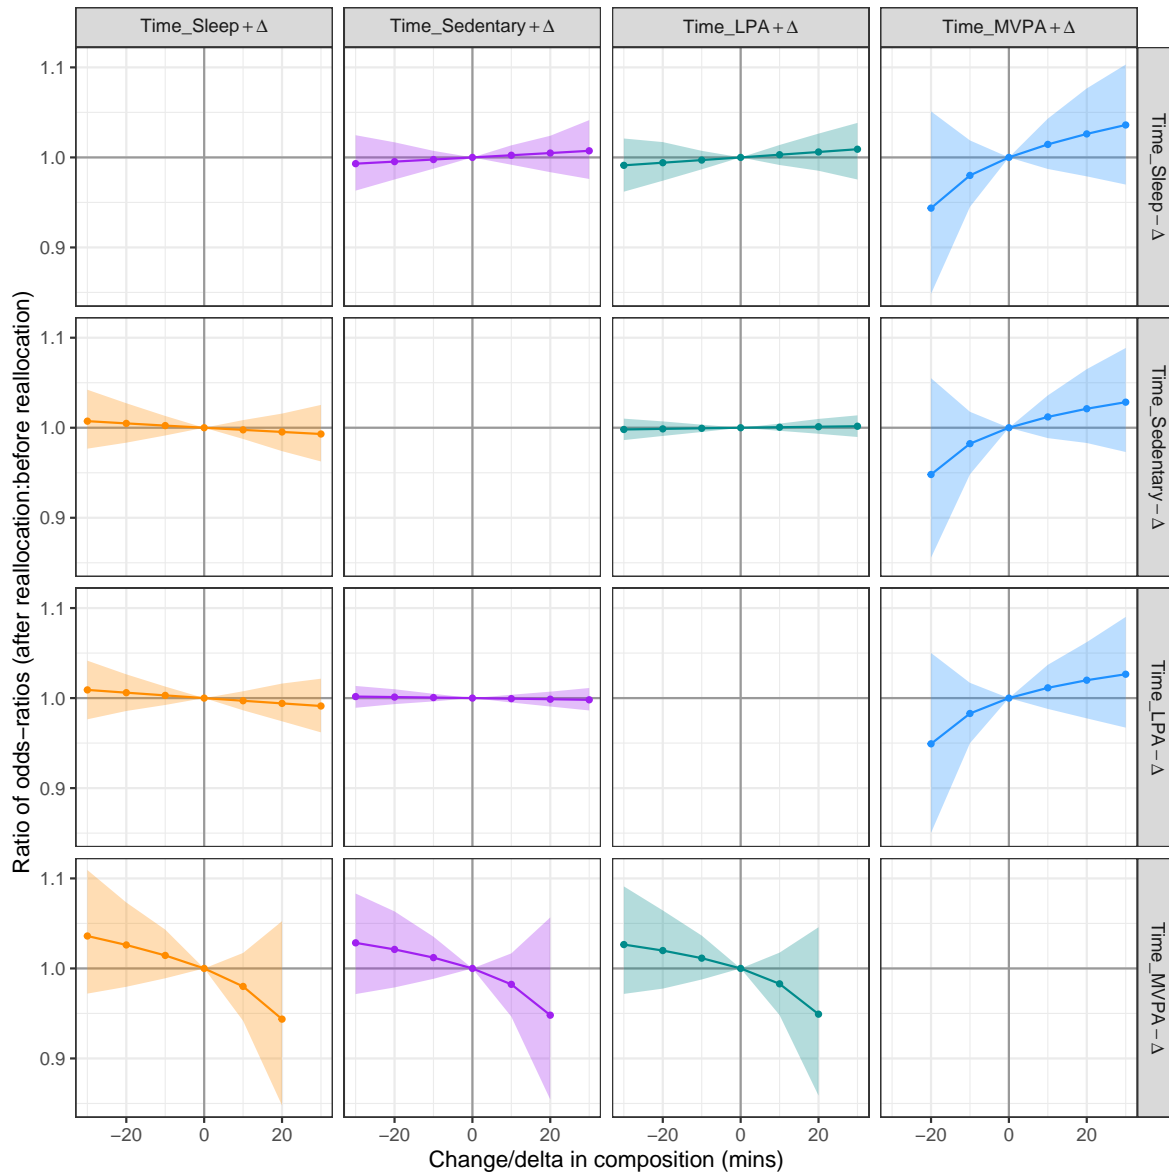 Time_Sleep+Δ
Time_Sedentary+Δ
Time_LPA+Δ
Time_MVPA+Δ
Ratio of odds−ratios (after reallocation:before reallocation)
1.1
1.0
0.9
Time_Sleep−Δ
1.1
1.0
0.9
Time_Sedentary−Δ
1.1
1.0
0.9
Time_LPA−Δ
1.1
1.0
0.9
Time_MVPA−Δ
−20 0 20
−20 0 20
−20 0 20
−20 0 20
Change/delta in composition (mins)